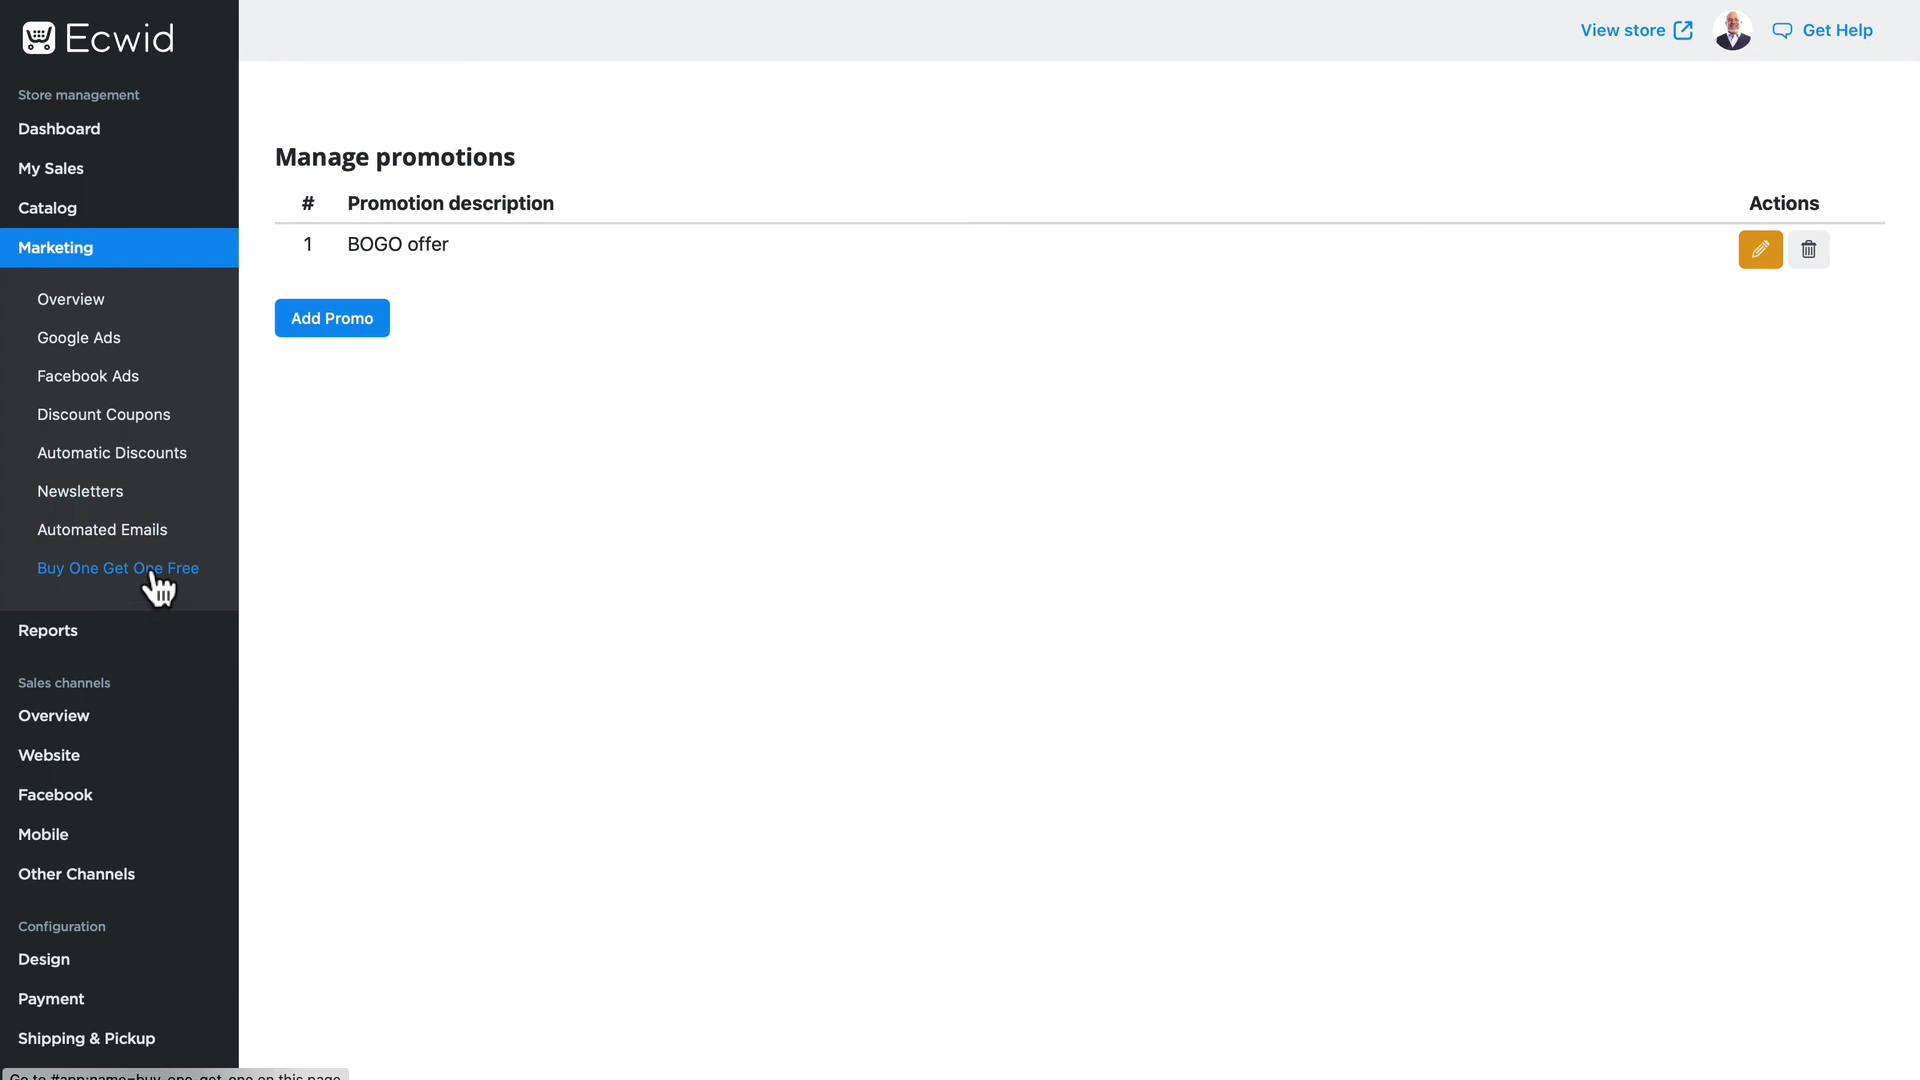 Ecwid
View store
Get Help
Store management
Dashboard
My Sales
Catalog
Marketing
Overview
Google Ads
Facebook Ads
Discount Coupons
Automatic Discounts
Newsletters
Automated Emails
Buy One Get One Free
Reports
Sales channels
Overview
Website
Facebook
Mobile
Other Channels
Configuration
Design
Payment
Shipping & Pickup
Manage promotions
# Promotion description Actions
1 BOGO offer
Add Promo
Go to #app:name=buy-one-get-one on this page